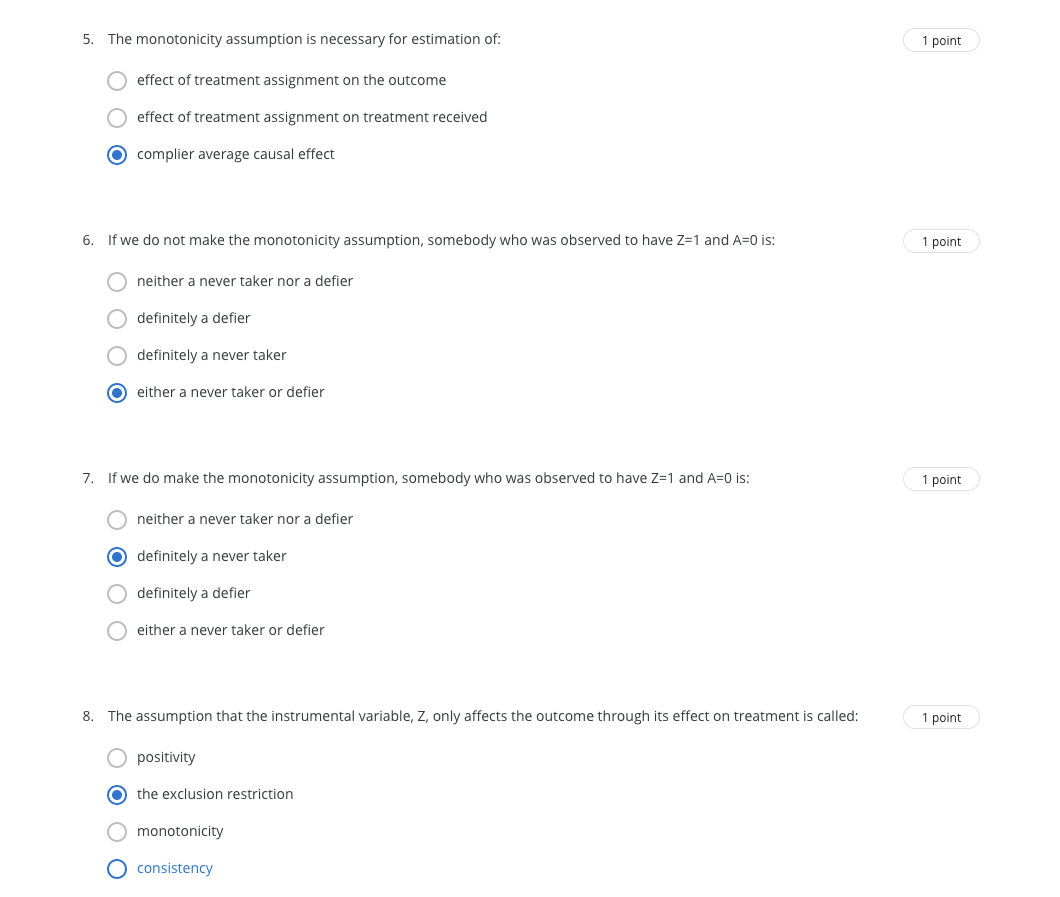 5. The monotonicity assumption is necessary for estimation of: 1 point
effect of treatment assignment on the outcome
effect of treatment assignment on treatment received
complier average causal effect
6. If we do not make the monotonicity assumption, somebody who was observed to have Z=1 and A=0 is: 1 point
neither a never taker nor a defier
definitely a defier
definitely a never taker
either a never taker or defier
7. If we do make the monotonicity assumption, somebody who was observed to have Z=1 and A=0 is: 1 point
neither a never taker nor a defier
definitely a never taker
definitely a defier
either a never taker or defier
8. The assumption that the instrumental variable, Z, only affects the outcome through its effect on treatment is called: 1 point
positivity
the exclusion restriction
monotonicity
consistency